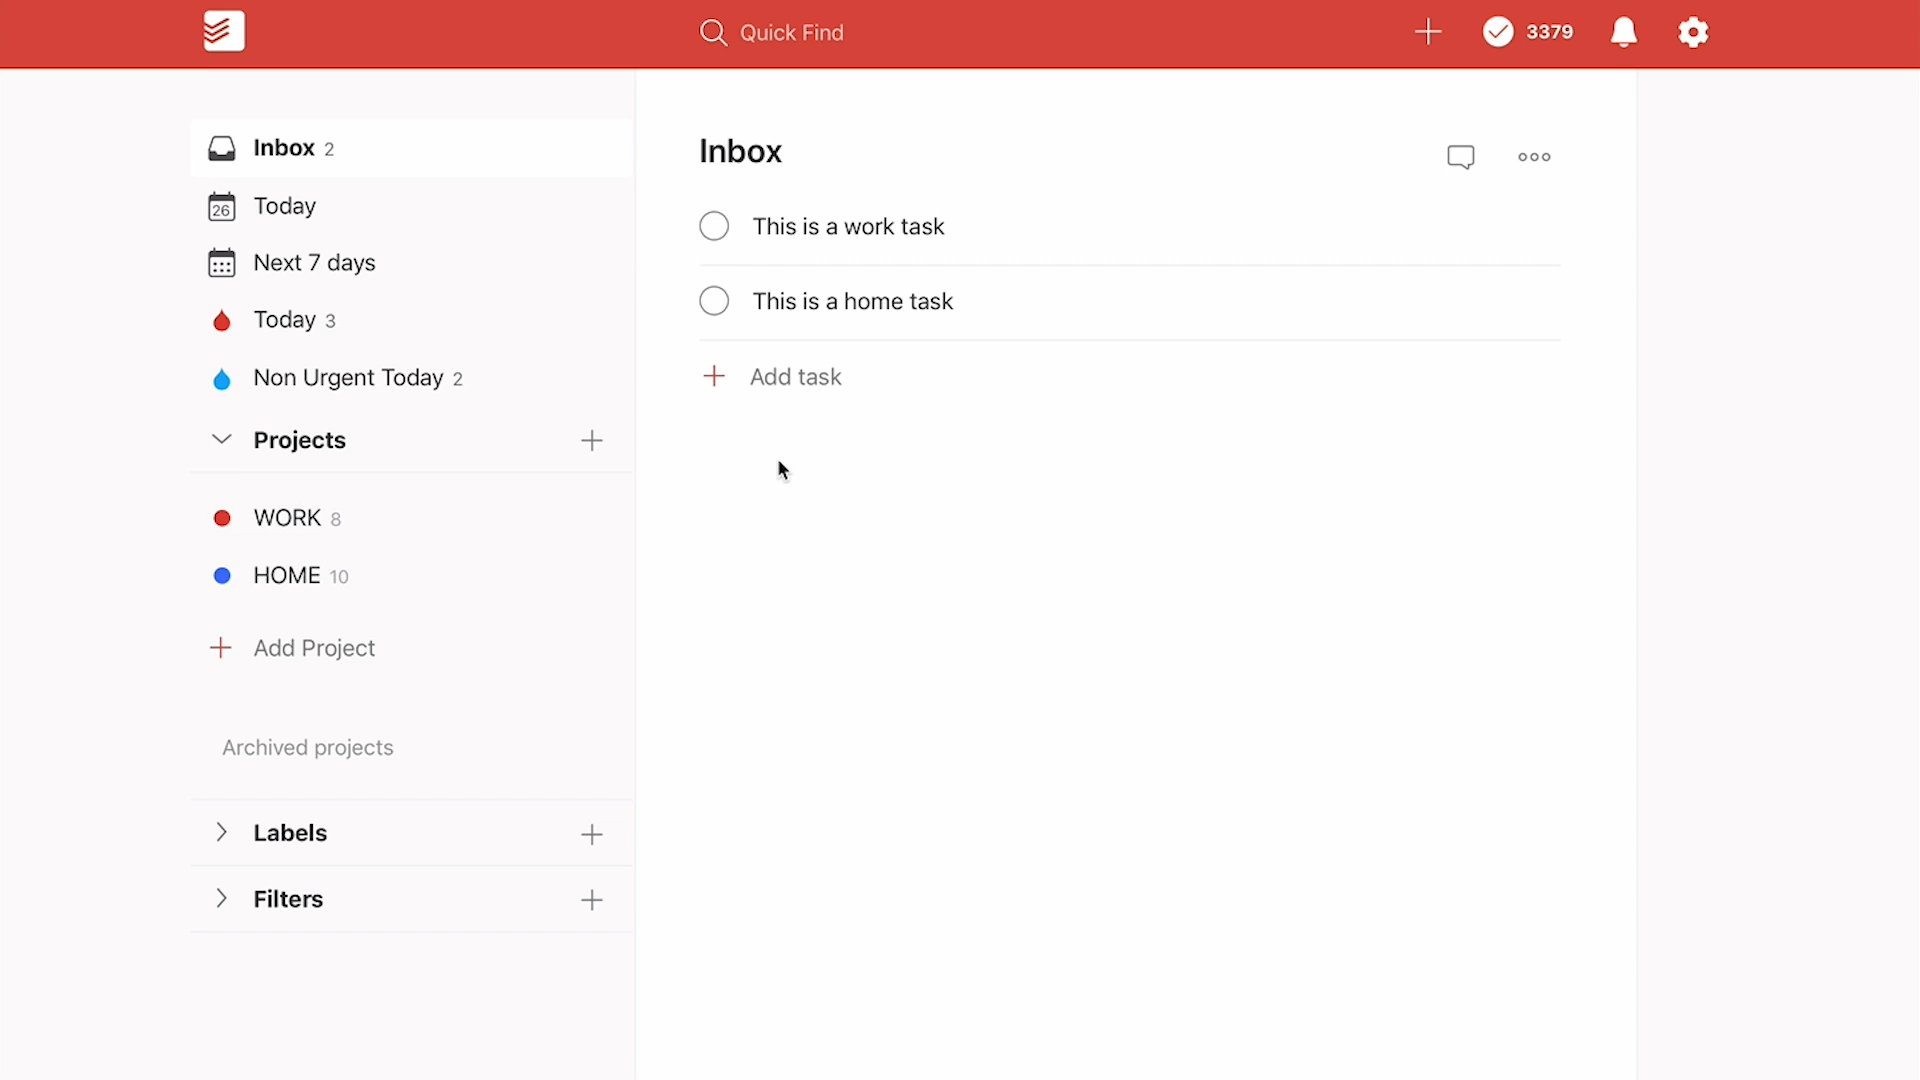 Quick Find
3379
Inbox 2
26
Today
Next 7 days
Today 3
Non Urgent Today 2
Projects
WORK 8
HOME 10
Add Project
Archived projects
Labels
Filters
Inbox
This is a work task
This is a home task
Add task